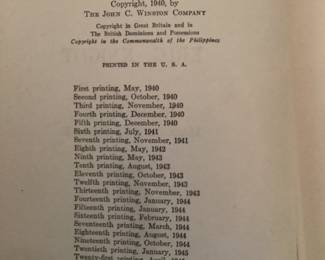 Copyright, 1940, by
THE JOHN C. WINSTON COMPANY
Copyright in Great Britain and in
The British Dominions and Possessions
Copyright in the Commonwealth of the Philippines
PRINTED IN THE U. S. A.
First printing, May, 1940
Second printing, October, 1940
Third printing, November, 1940
Fourth printing, December, 1940
Fifth printing, December, 1940
Sixth printing, July, 1941
Seventh printing, November, 1941
Eighth printing, May, 1942
Ninth printing, May, 1943
Tenth printing, August, 1943
Eleventh printing, October, 1943
Twelfth printing, November, 1943
Thirteenth printing, November, 1943
Fourteenth printing, January, 1944
Fifteenth printing, January, 1944
Sixteenth printing, February, 1944
Seventeenth printing, March, 1944
Eighteenth printing, August, 1944
Nineteenth printing, October, 1944
Twentieth printing, January, 1945
Twenty-first printing, April, 1945